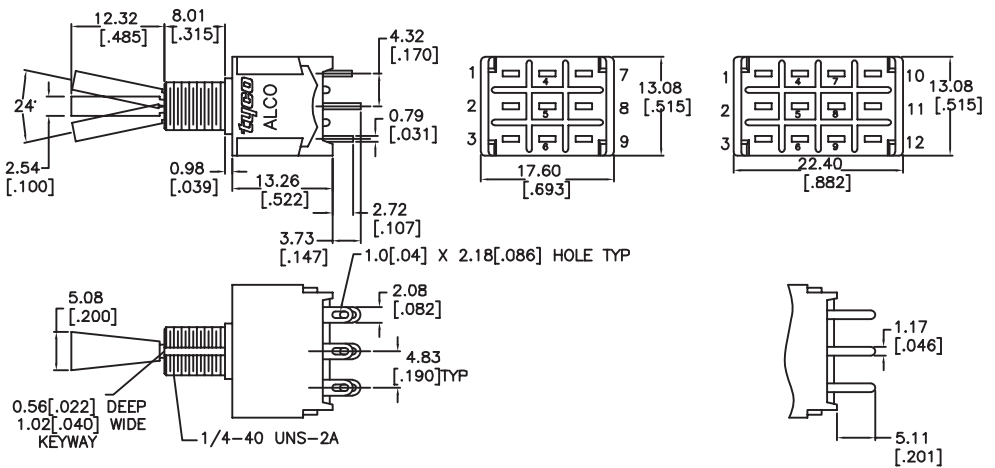 12.32
[.485]
8.01
[.315]
4.32
[.170]
24°
2.54
[.100]
tyco
ALCO
0.79
[.031]
0.98
[.039]
13.26
[.522]
2.72
[.107]
3.73
[.147]
1 4 7
2 5 8
3 6 9
13.08
[.515]
17.60
[.693]
1 4 7 10
2 5 8 11
3 6 9 12
13.08
[.515]
22.40
[.882]
1.0[.04] X 2.18[.086] HOLE TYP
5.08
[.200]
2.08
[.082]
4.83
[.190]TYP
0.56[.022] DEEP
1.02[.040] WIDE
KEYWAY
1/4-40 UNS-2A
1.17
[.046]
5.11
[.201]